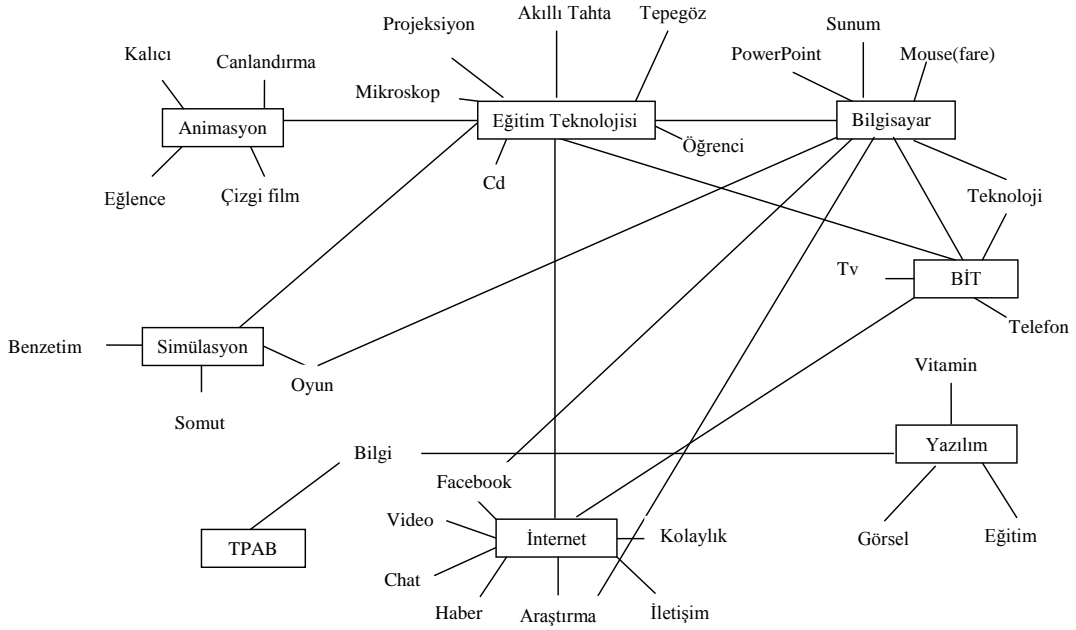 Akıllı Tahta
Tepegöz
Projeksiyon
Sunum
Kalıcı
Canlandırma
PowerPoint
Mouse(fare)
Mikroskop
Animasyon
Eğitim Teknolojisi
Bilgisayar
Öğrenci
Cd
Eğlence
Çizgi film
Teknoloji
Tv
BİT
Telefon
Benzetim
Simülasyon
Oyun
Vitamin
Somut
Bilgi
Yazılım
Facebook
Video
TPAB
İnternet
Kolaylık
Görsel
Eğitim
Chat
Haber
Araştırma
İletişim